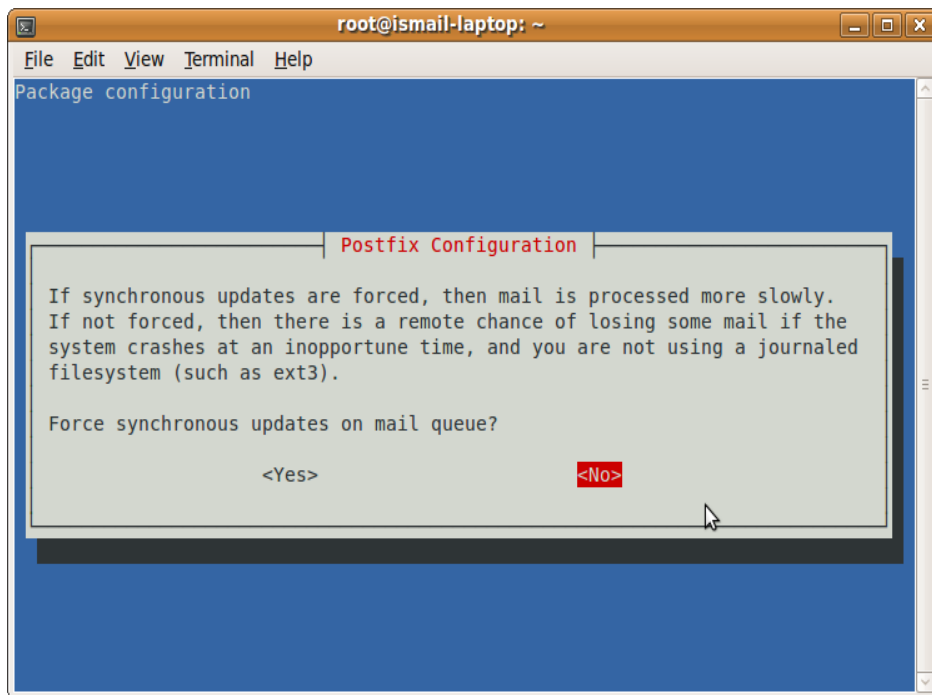 root@ismail-laptop: ~
File Edit View Terminal Help
Package configuration
Postfix Configuration
If synchronous updates are forced, then mail is processed more slowly.
If not forced, then there is a remote chance of losing some mail if the
system crashes at an inopportune time, and you are not using a journaled
filesystem (such as ext3).
Force synchronous updates on mail queue?
<Yes> <No>